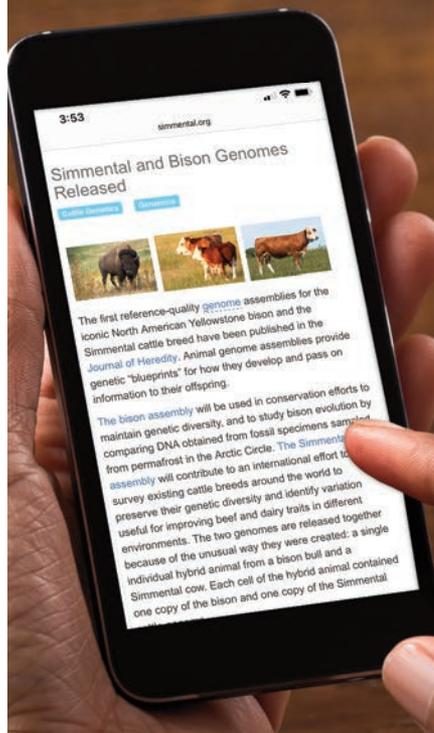 3:53
simmental.org
Simmental and Bison Genomes
Released
Cattle Genetics Genomics
The first reference-quality genome assemblies for the
iconic North American Yellowstone bison and the
Simmental cattle breed have been published in the
Journal of Heredity. Animal genome assemblies provide
genetic "blueprints" for how they develop and pass on
information to their offspring.
The bison assembly will be used in conservation efforts to
maintain genetic diversity, and to study bison evolution by
comparing DNA obtained from fossil specimens sampled
from permafrost in the Arctic Circle. The Simmental
assembly will contribute to an international effort to
survey existing cattle breeds around the world to
preserve their genetic diversity and identify variation
useful for improving beef and dairy traits in different
environments. The two genomes are released together
because of the unusual way they were created: a single
individual hybrid animal from a bison bull and a
Simmental cow. Each cell of the hybrid animal contained
one copy of the bison and one copy of the Simmental